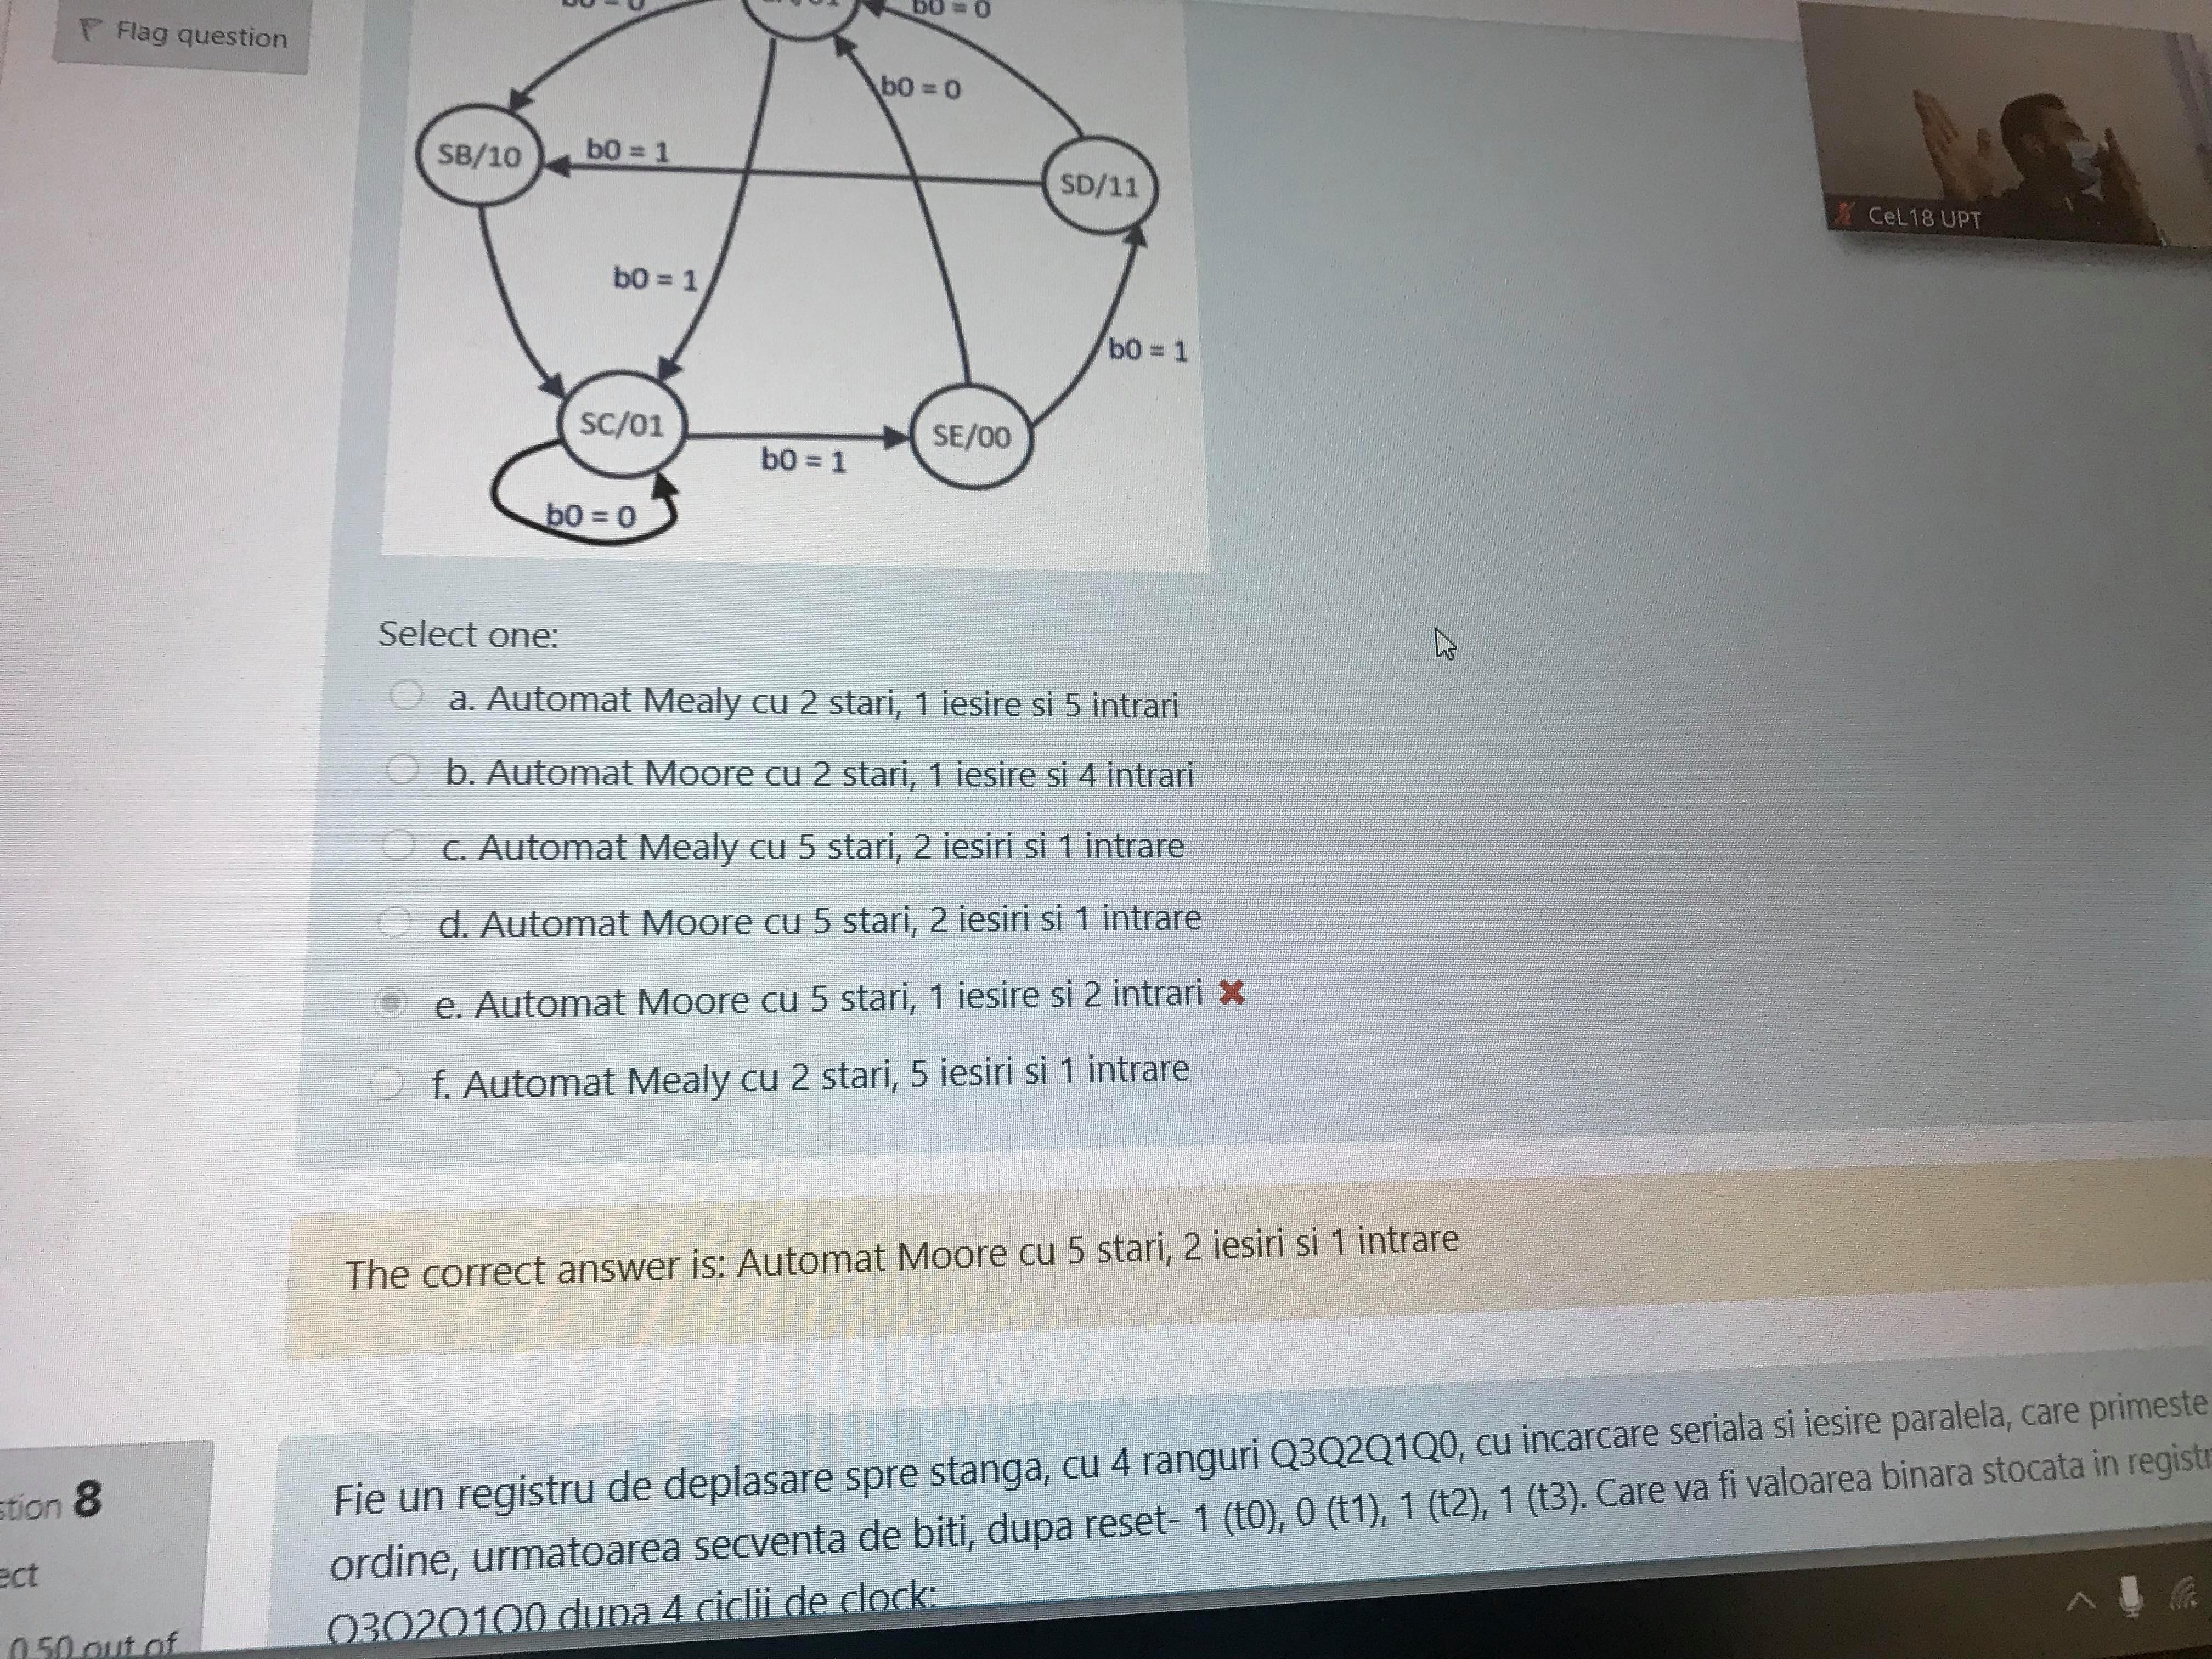 Flag question
b0 = 0
b0 = 0
b0 = 0
SB/10
b0 = 1
SD/11
CeL18 UPT
b0 = 1
b0 = 1
SC/01
SE/00
b0 = 1
b0 = 0
Select one:
a. Automat Mealy cu 2 stari, 1 iesire si 5 intrari
b. Automat Moore cu 2 stari, 1 iesire si 4 intrari
c. Automat Mealy cu 5 stari, 2 iesiri si 1 intrare
d. Automat Moore cu 5 stari, 2 iesiri si 1 intrare
e. Automat Moore cu 5 stari, 1 iesire si 2 intrari
f. Automat Mealy cu 2 stari, 5 iesiri si 1 intrare
The correct answer is: Automat Moore cu 5 stari, 2 iesiri si 1 intrare
stion 8
ect
0.50 out of
Fie un registru de deplasare spre stanga, cu 4 ranguri Q3Q2Q1Q0, cu incarcare seriala si iesire paralela, care primeste
ordine, urmatoarea secventa de biti, dupa reset- 1 (t0), 0 (t1), 1 (t2), 1 (t3). Care va fi valoarea binara stocata in registr
Q3Q2Q1Q0 dupa 4 ciclii de clock: